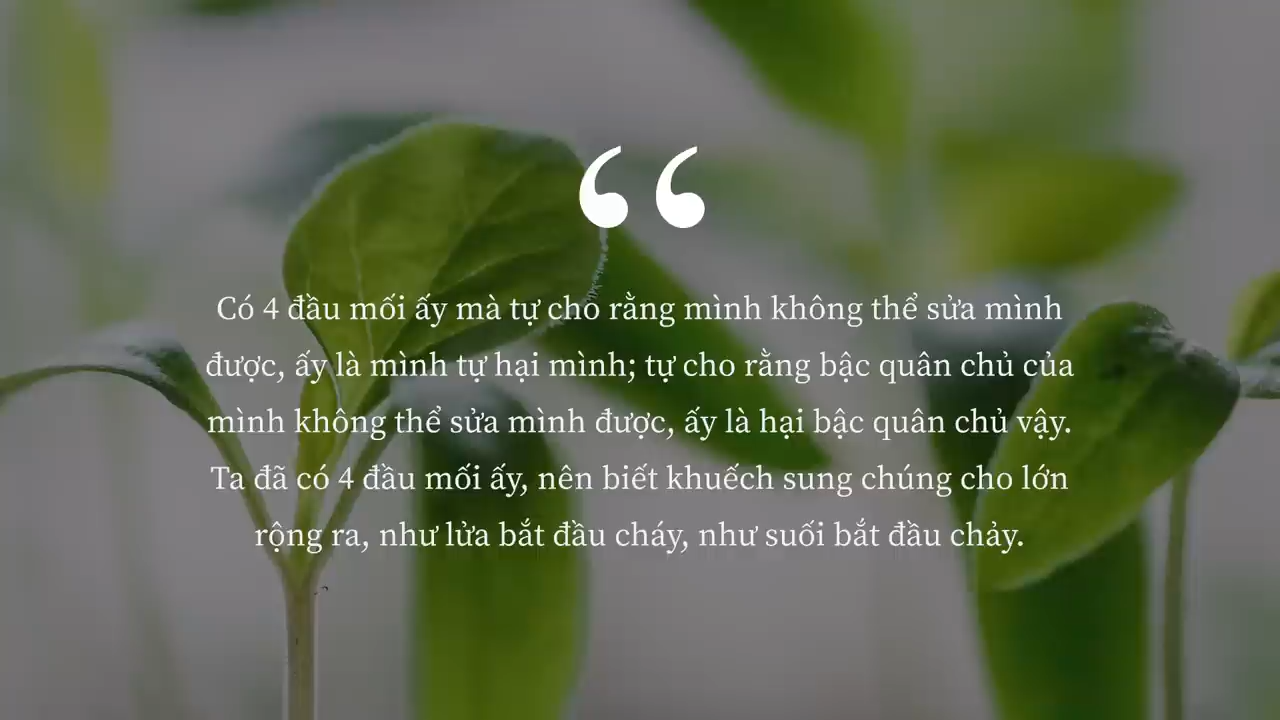 “
Có 4 đầu mối ấy mà tự cho rằng mình không thể sửa mình
được, ấy là mình tự hại mình; tự cho rằng bậc quân chủ của
mình không thể sửa mình được, ấy là hại bậc quân chủ vậy.
Ta đã có 4 đầu mối ấy, nên biết khuếch sung chúng cho lớn
rộng ra, như lửa bắt đầu cháy, như suối bắt đầu chảy.